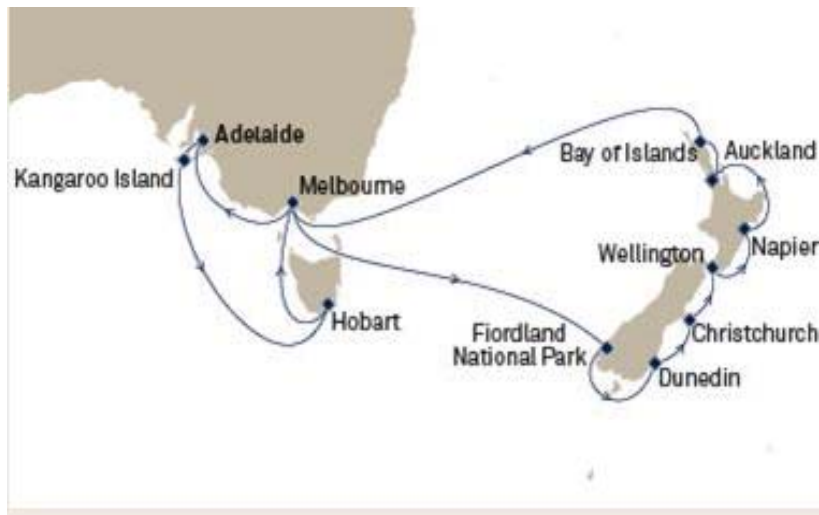 Adelaide
Kangaroo Island
Melbourne
Hobart
Bay of Islands
Auckland
Napier
Wellington
Christchurch
Fiordland
National Park
Dunedin